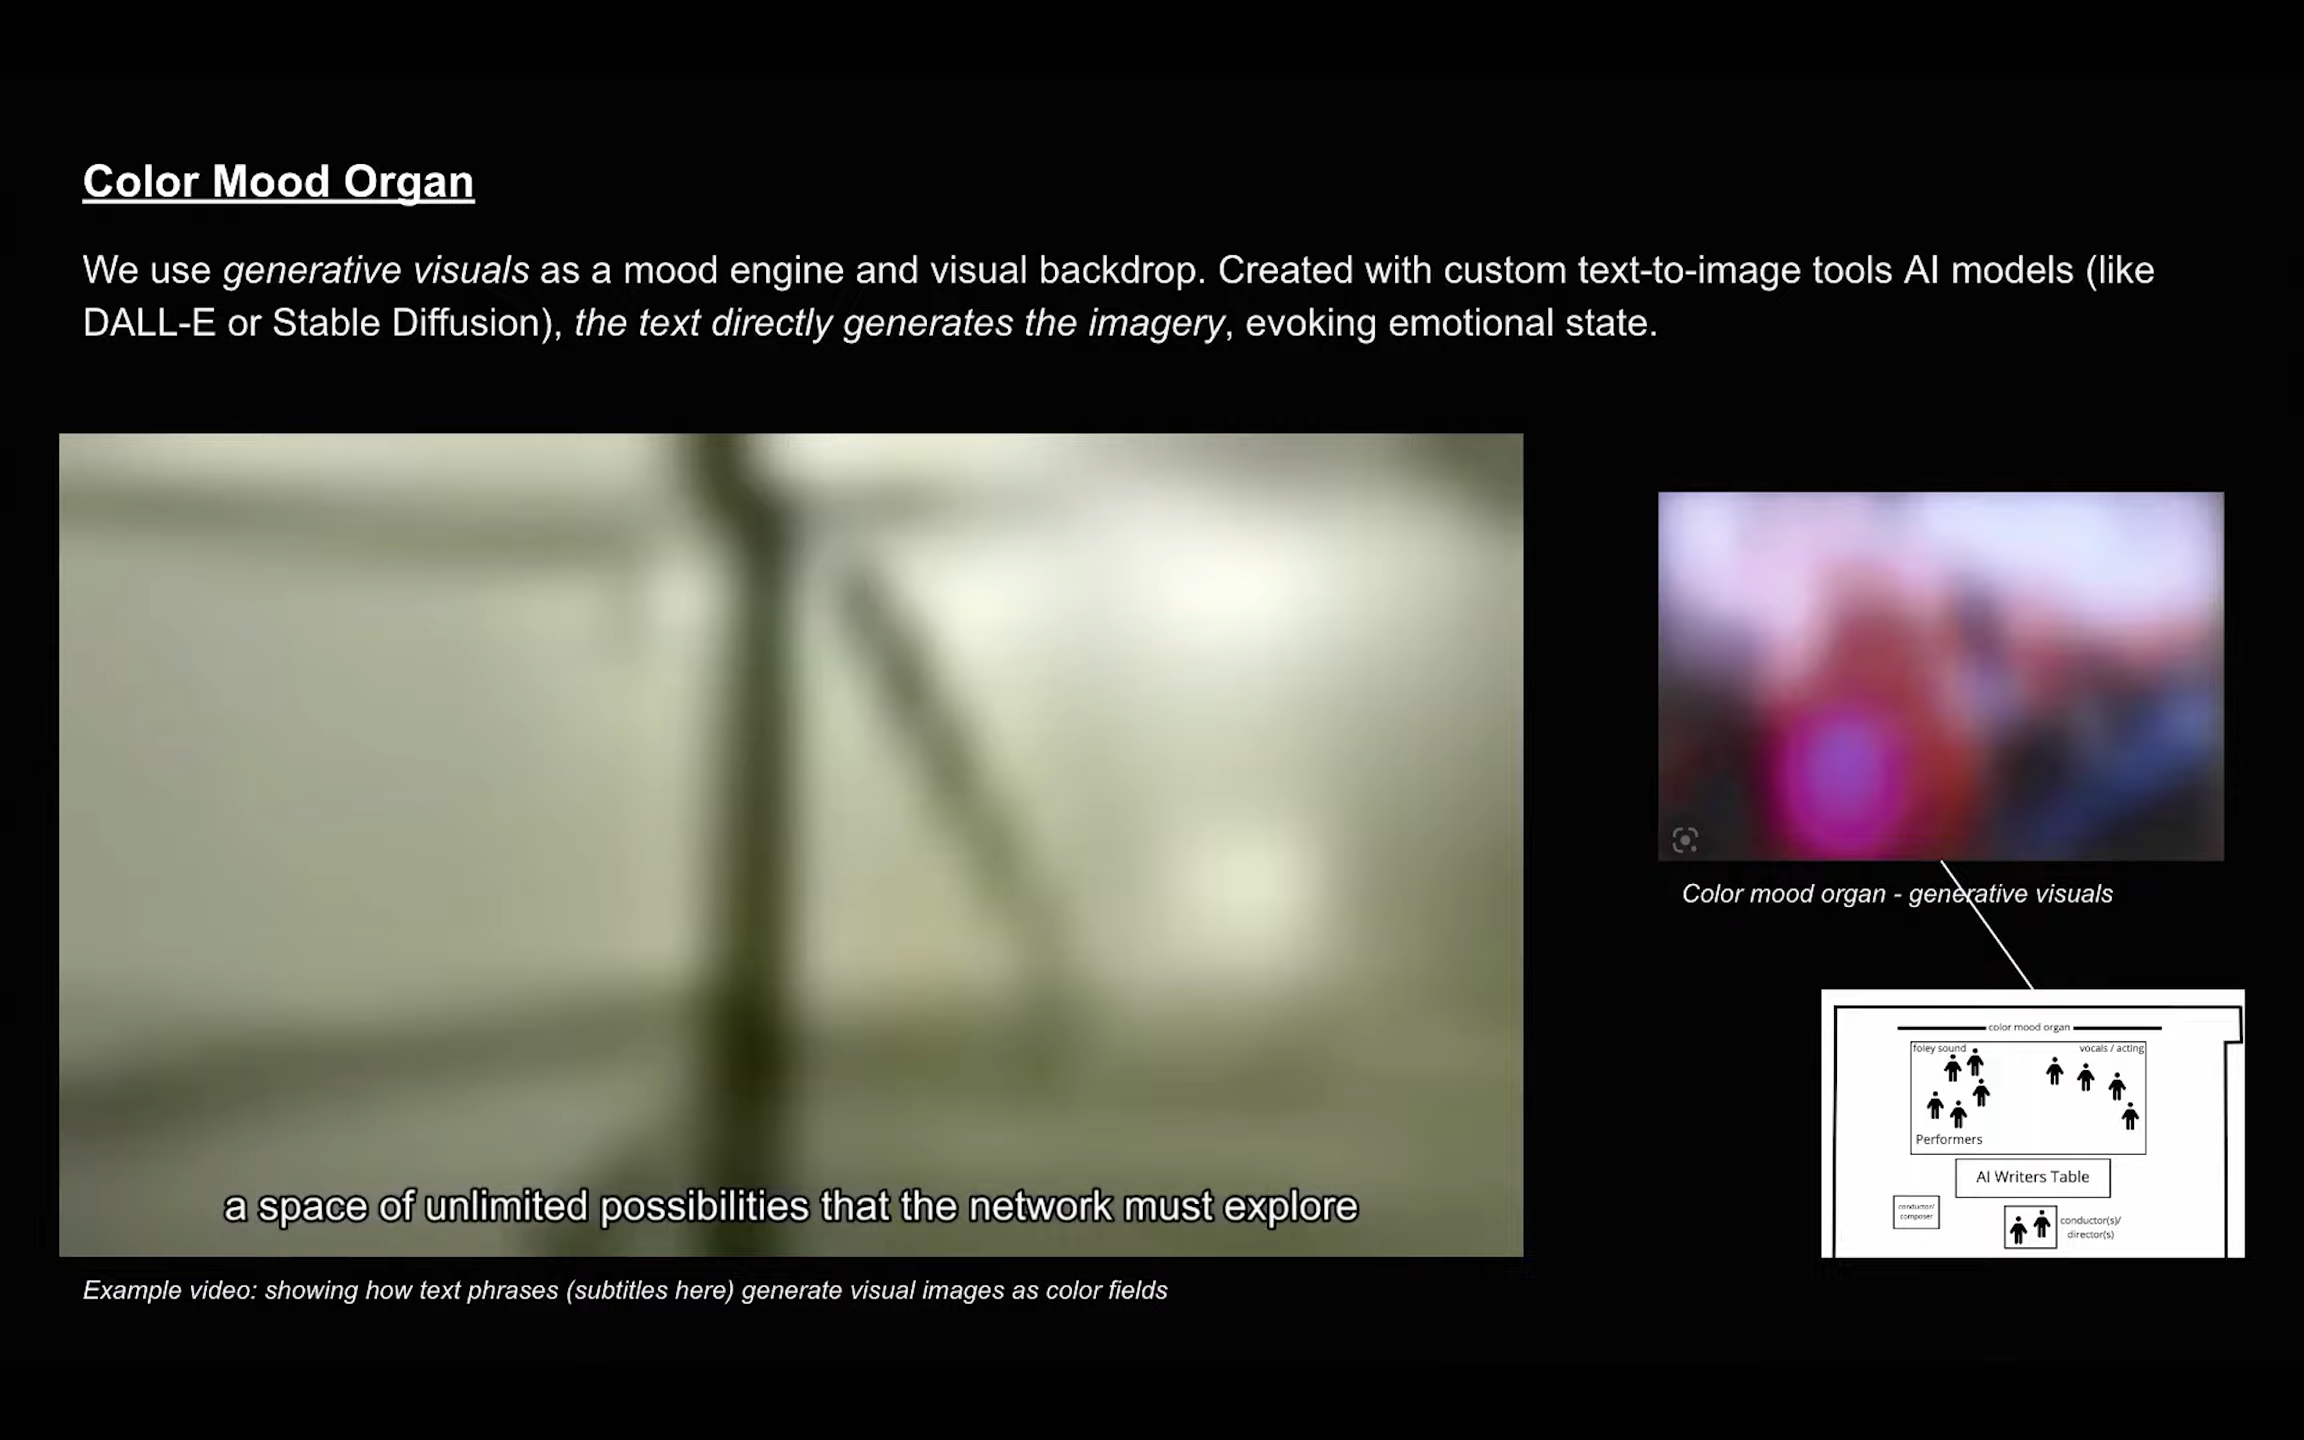 Color Mood Organ
We use generative visuals as a mood engine and visual backdrop. Created with custom text-to-image tools AI models (like
DALL-E or Stable Diffusion), the text directly generates the imagery, evoking emotional state.
a space of unlimited possibilities that the network must explore
Example video: showing how text phrases (subtitles here) generate visual images as color fields
Color mood organ - generative visuals
color mood organ
foley sound
vocals / acting
Performers
AI Writers Table
conductor/
composer
conductor(s)/
director(s)